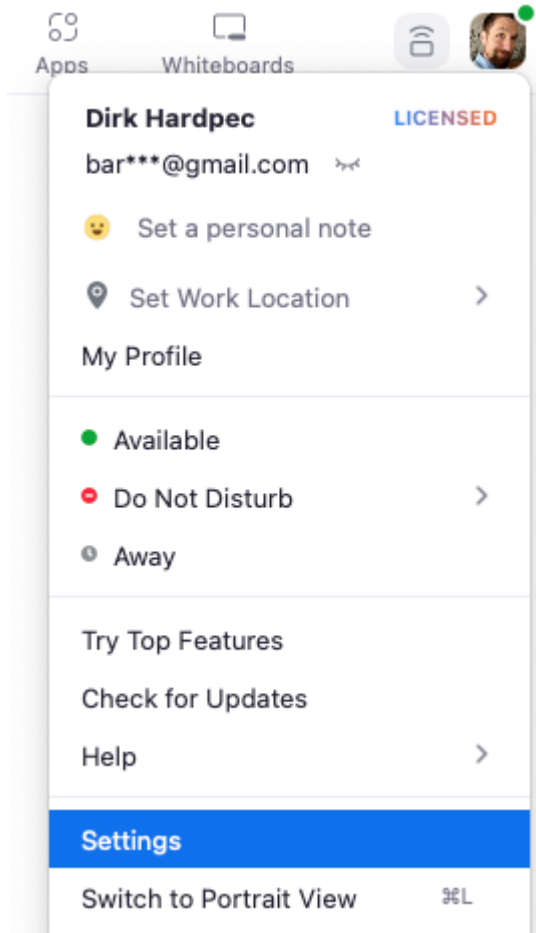 Apps Whiteboards
Dirk Hardpec LICENSED
bar***@gmail.com
Set a personal note
Set Work Location
My Profile
Available
Do Not Disturb
Away
Try Top Features
Check for Updates
Help
Settings
Switch to Portrait View ⌘L